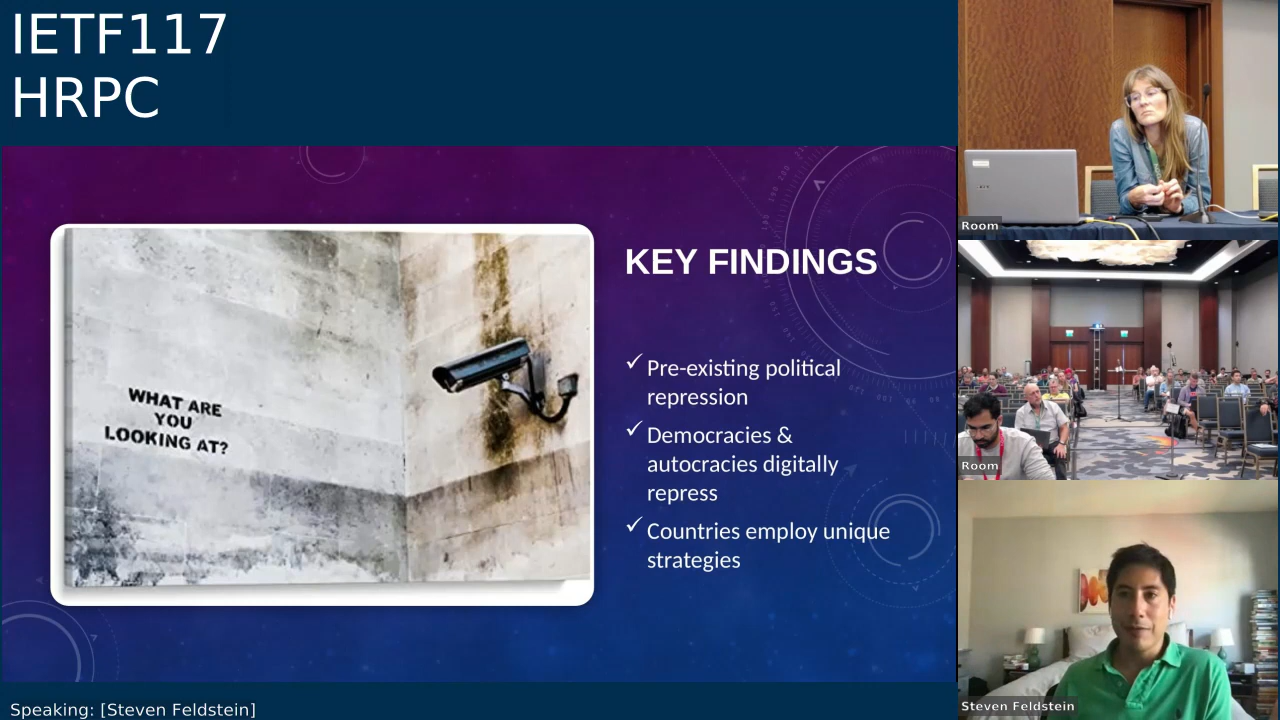 IETF117
HRPC
WHAT ARE
YOU
LOOKING AT?
KEY FINDINGS
✓ Pre-existing political
repression
✓ Democracies &
autocracies digitally
repress
✓ Countries employ unique
strategies
Room
Room
Steven Feldstein
Speaking: [Steven Feldstein]